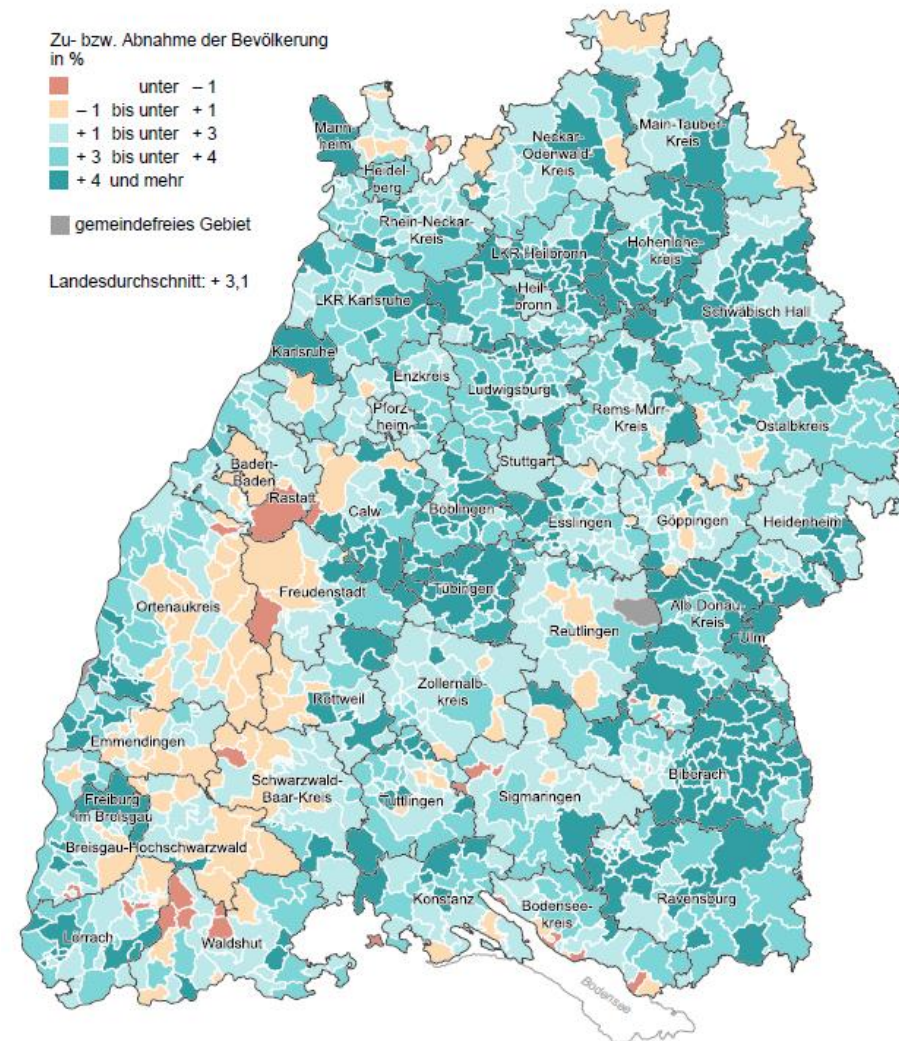 Zu- bzw. Abnahme der Bevölkerung
in %
unter – 1
– 1 bis unter + 1
+ 1 bis unter + 3
+ 3 bis unter + 4
+ 4 und mehr
gemeindefreies Gebiet
Landesdurchschnitt: + 3,1
Mann-
heim
Heidel-
berg
Neckar-
Odenwald-
Kreis
Main-Tauber-
Kreis
Rhein-Neckar-
Kreis
LKR Heilbronn
Hohenlohe-
kreis
Heil-
bronn
LKR Karlsruhe
Schwäbisch Hall
Karlsruhe
Enzkreis
Ludwigsburg
Pforz-
heim
Rems-Murr-
Kreis
Ostalbkreis
Stuttgart
Baden-
Baden
Rastatt
Calw
Böblingen
Esslingen
Göppingen
Heidenheim
Freudenstadt
Tübingen
Ortenaukreis
Reutlingen
Alb Donau
Kreis
Ulm
Rottweil
Zollernalb-
kreis
Emmendingen
Biberach
Schwarzwald-
Baar-Kreis
Tuttlingen
Sigmaringen
Freiburg
im Breisgau
Breisgau-Hochschwarzwald
Konstanz
Bodensee-
kreis
Ravensburg
Lörrach
Waldshut
Bodensee